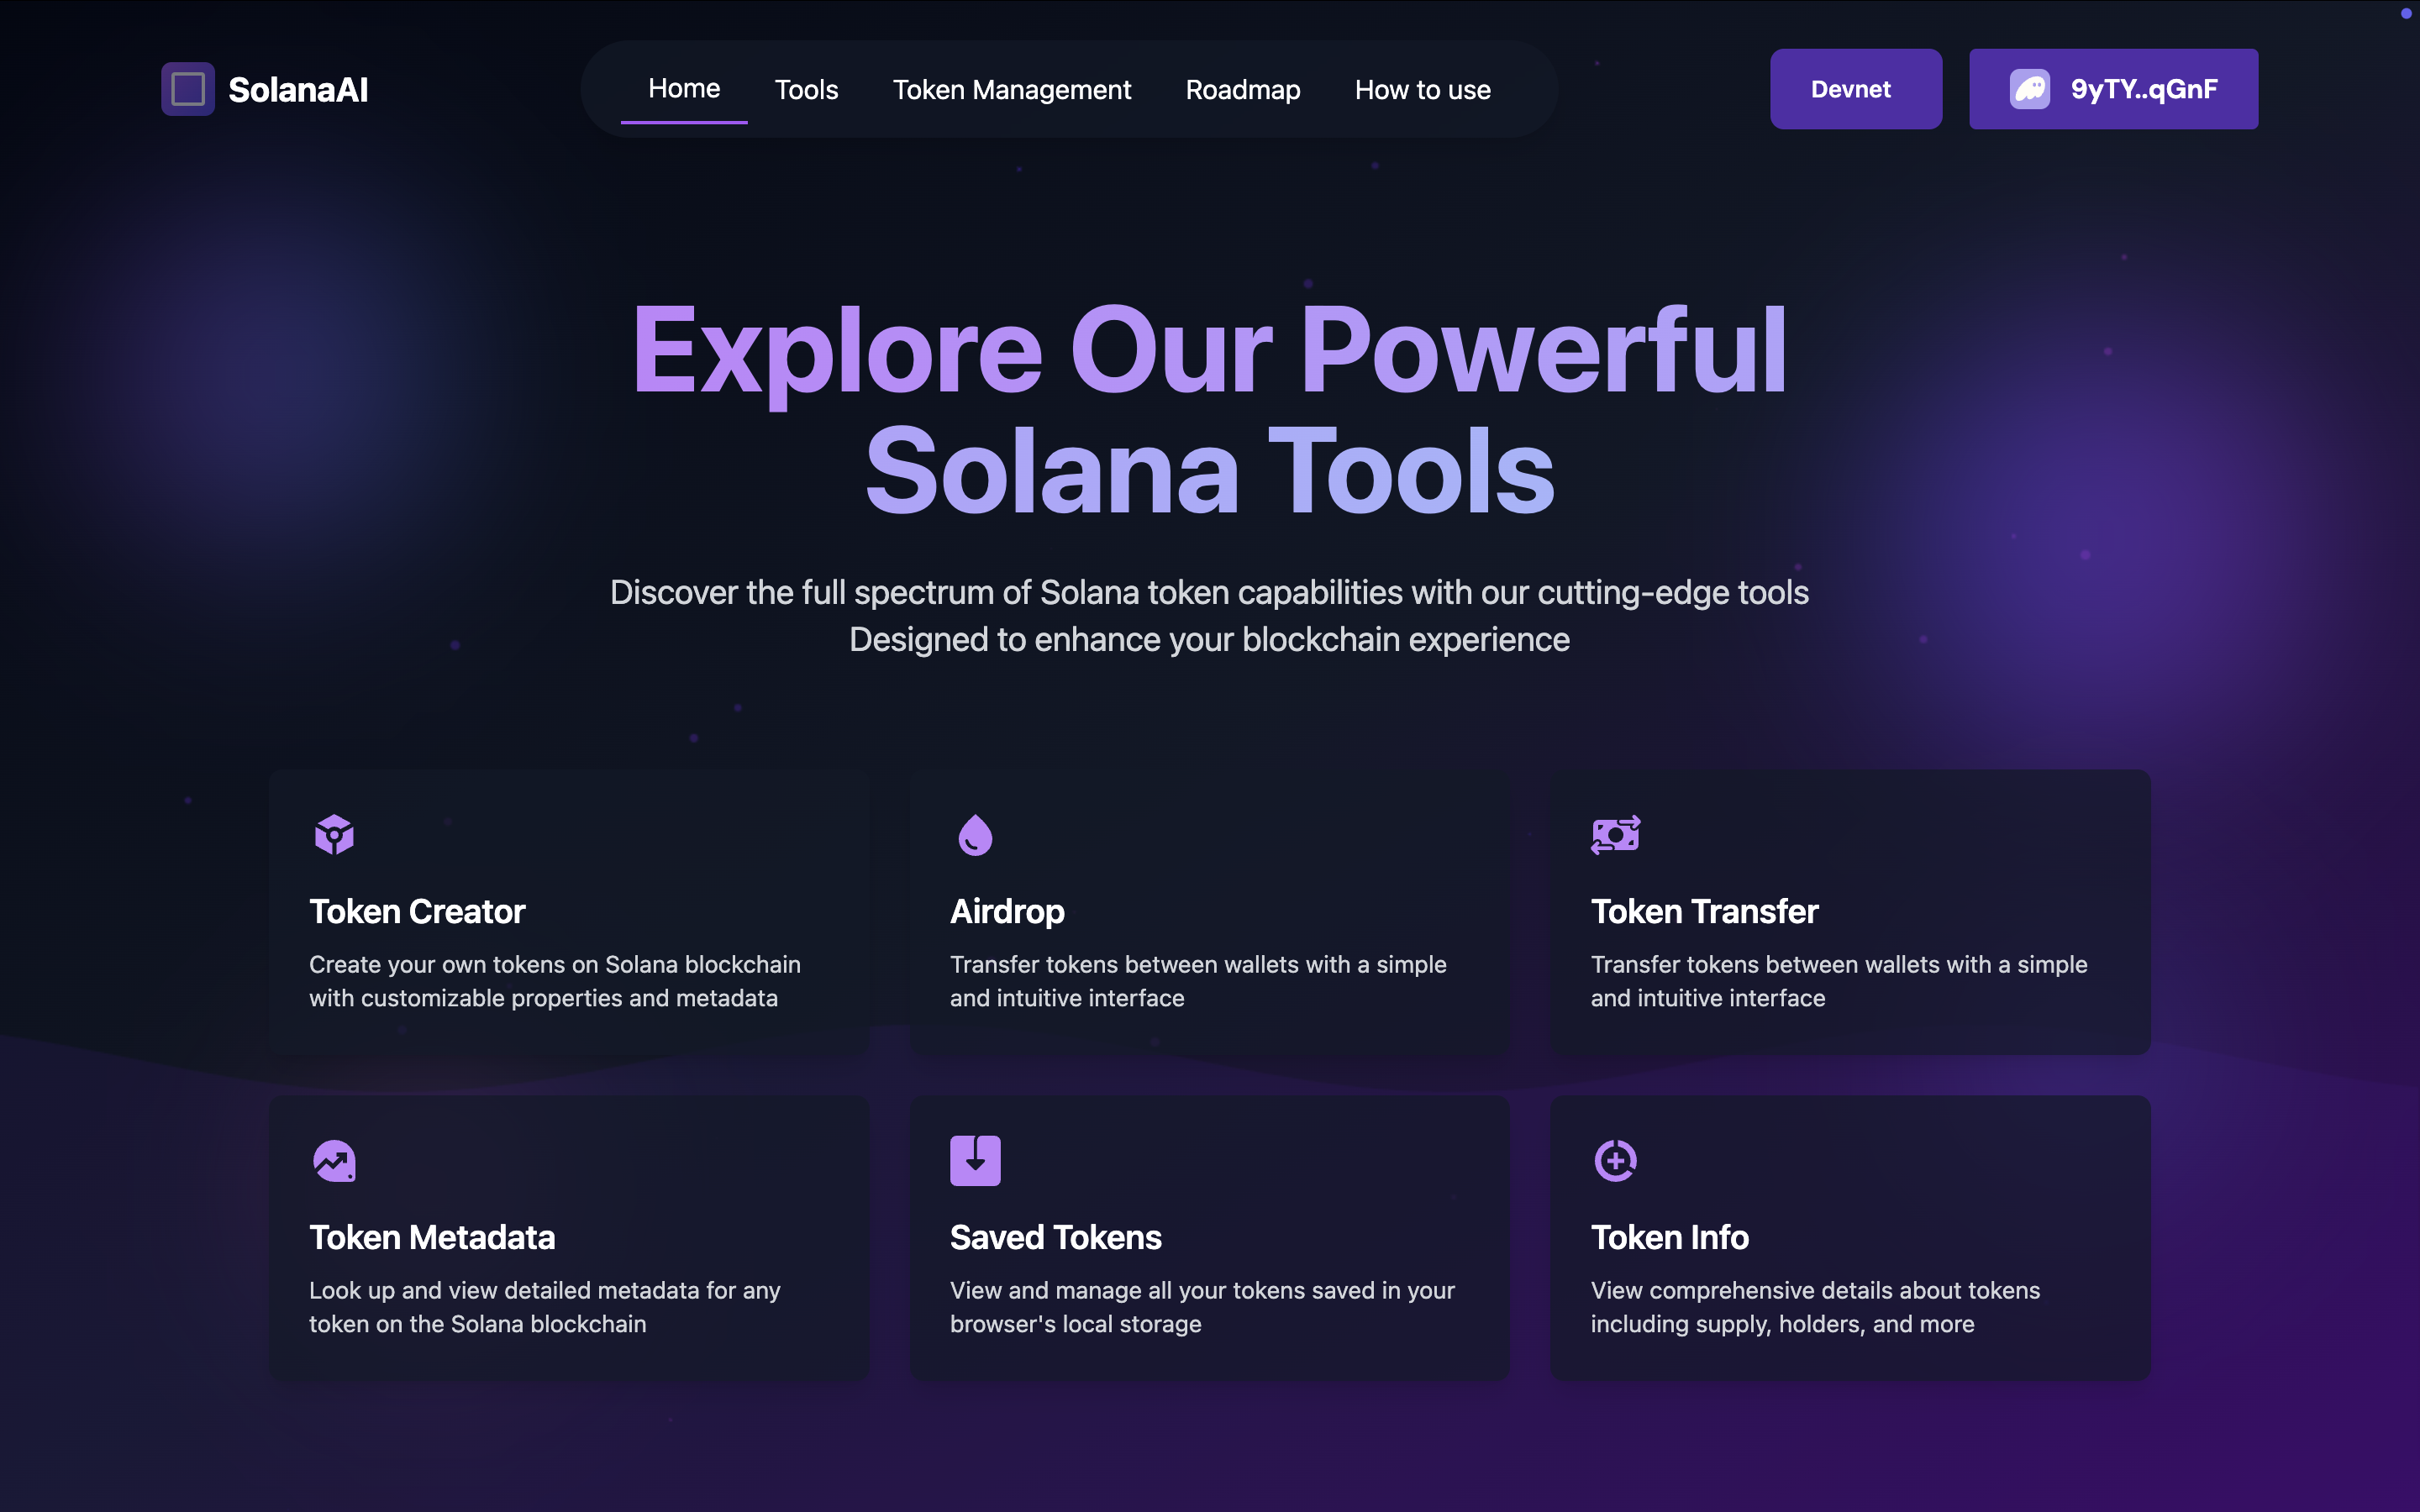 SolanaAI
Home
Tools
Token Management
Roadmap
How to use
Devnet
9yTY..qGnF
Explore Our Powerful
Solana Tools
Discover the full spectrum of Solana token capabilities with our cutting-edge tools
Designed to enhance your blockchain experience
Token Creator
Create your own tokens on Solana blockchain
with customizable properties and metadata
Airdrop
Transfer tokens between wallets with a simple
and intuitive interface
Token Transfer
Transfer tokens between wallets with a simple
and intuitive interface
Token Metadata
Look up and view detailed metadata for any
token on the Solana blockchain
Saved Tokens
View and manage all your tokens saved in your
browser's local storage
Token Info
View comprehensive details about tokens
including supply, holders, and more